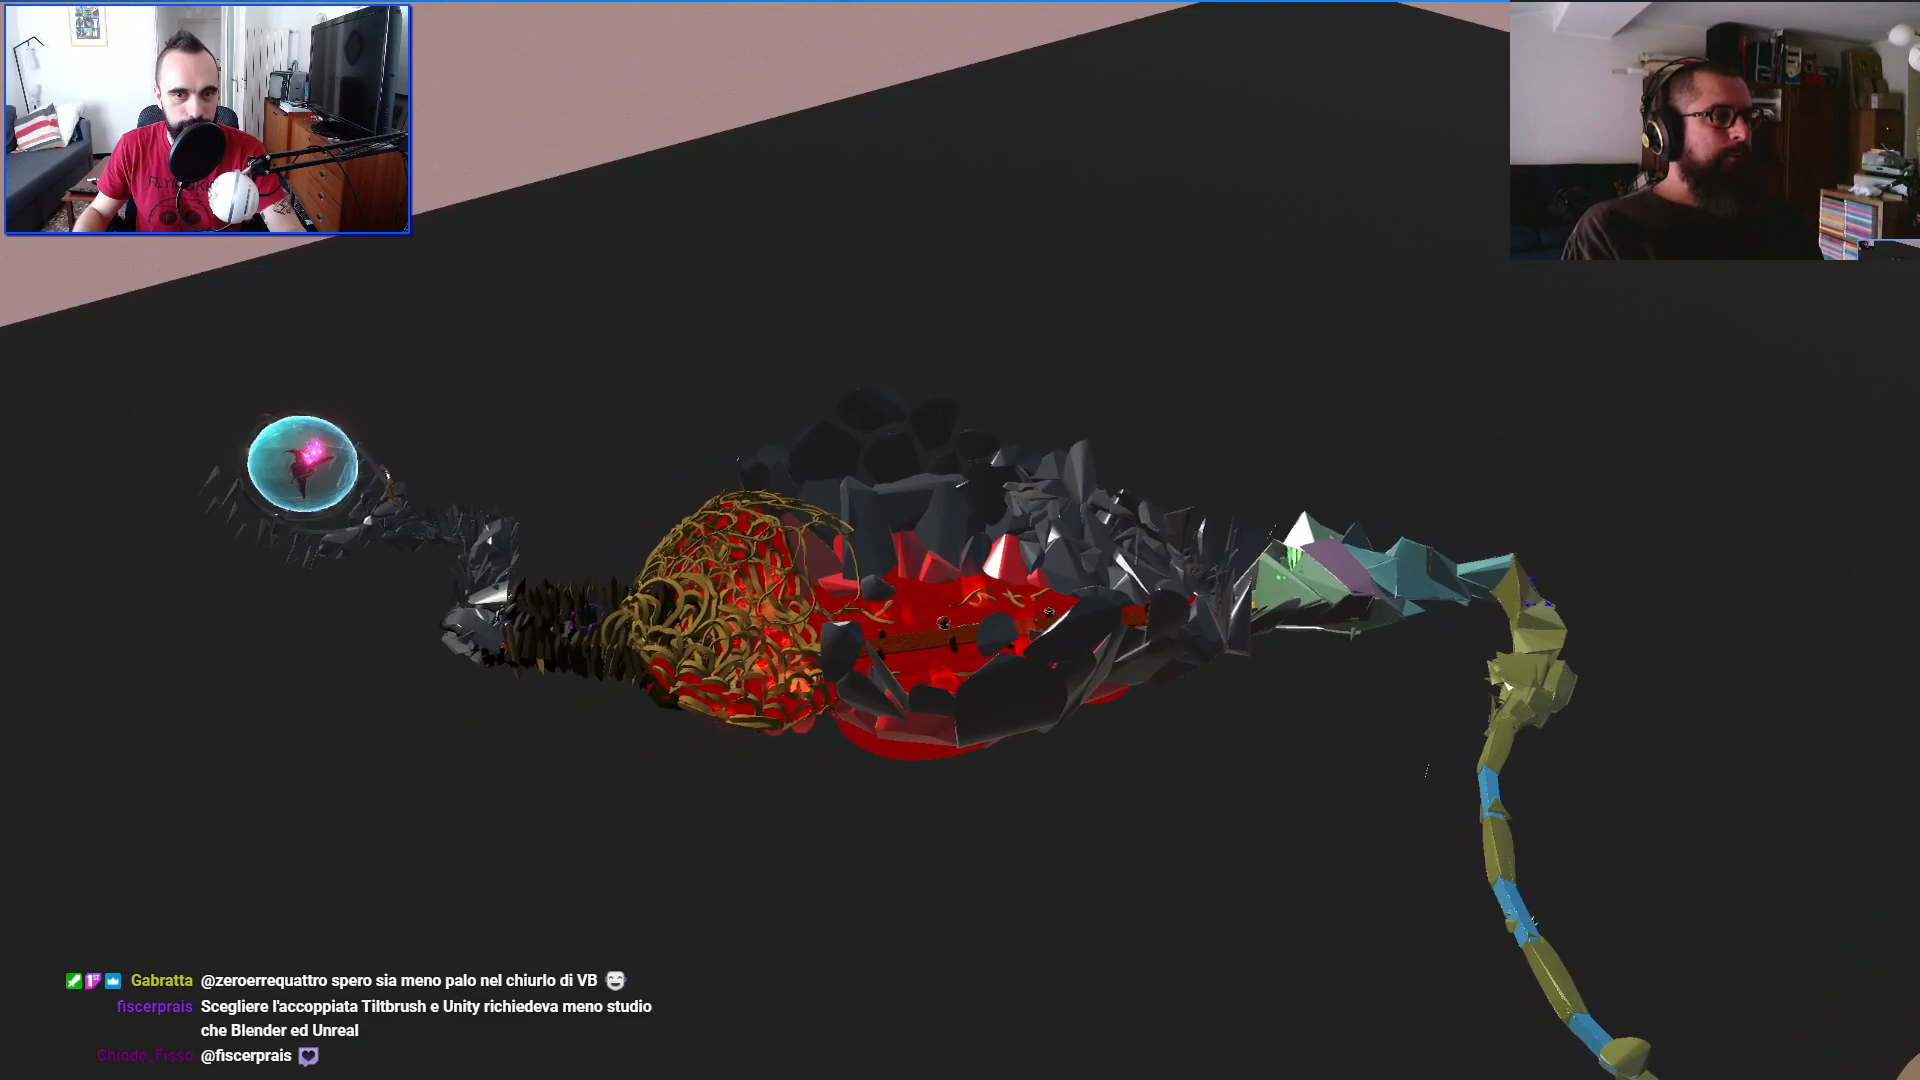 Gabratta @zeroerrequattro spero sia meno palo nel chiurlo di VB
fiscerprais Scegliere l'accoppiata Tiltbrush e Unity richiedeva meno studio
che Blender ed Unreal
Chiodo_Fisso @fiscerprais